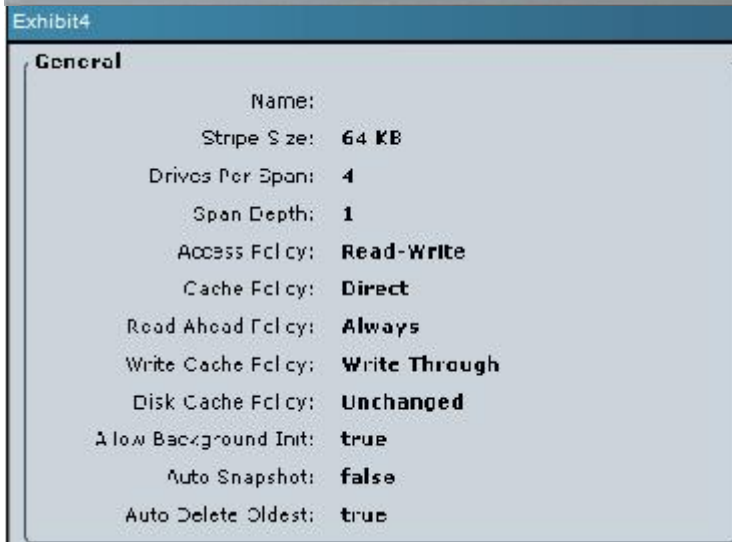 Exhibit4
General
Name:
Stripe Size: 64 KB
Drives Per Span: 4
Span Depth: 1
Access Policy: Read-Write
Cache Policy: Direct
Read Ahead Policy: Always
Write Cache Policy: Write Through
Disk Cache Policy: Unchanged
Allow Background Init: true
Auto Snapshot: false
Auto Delete Oldest: true